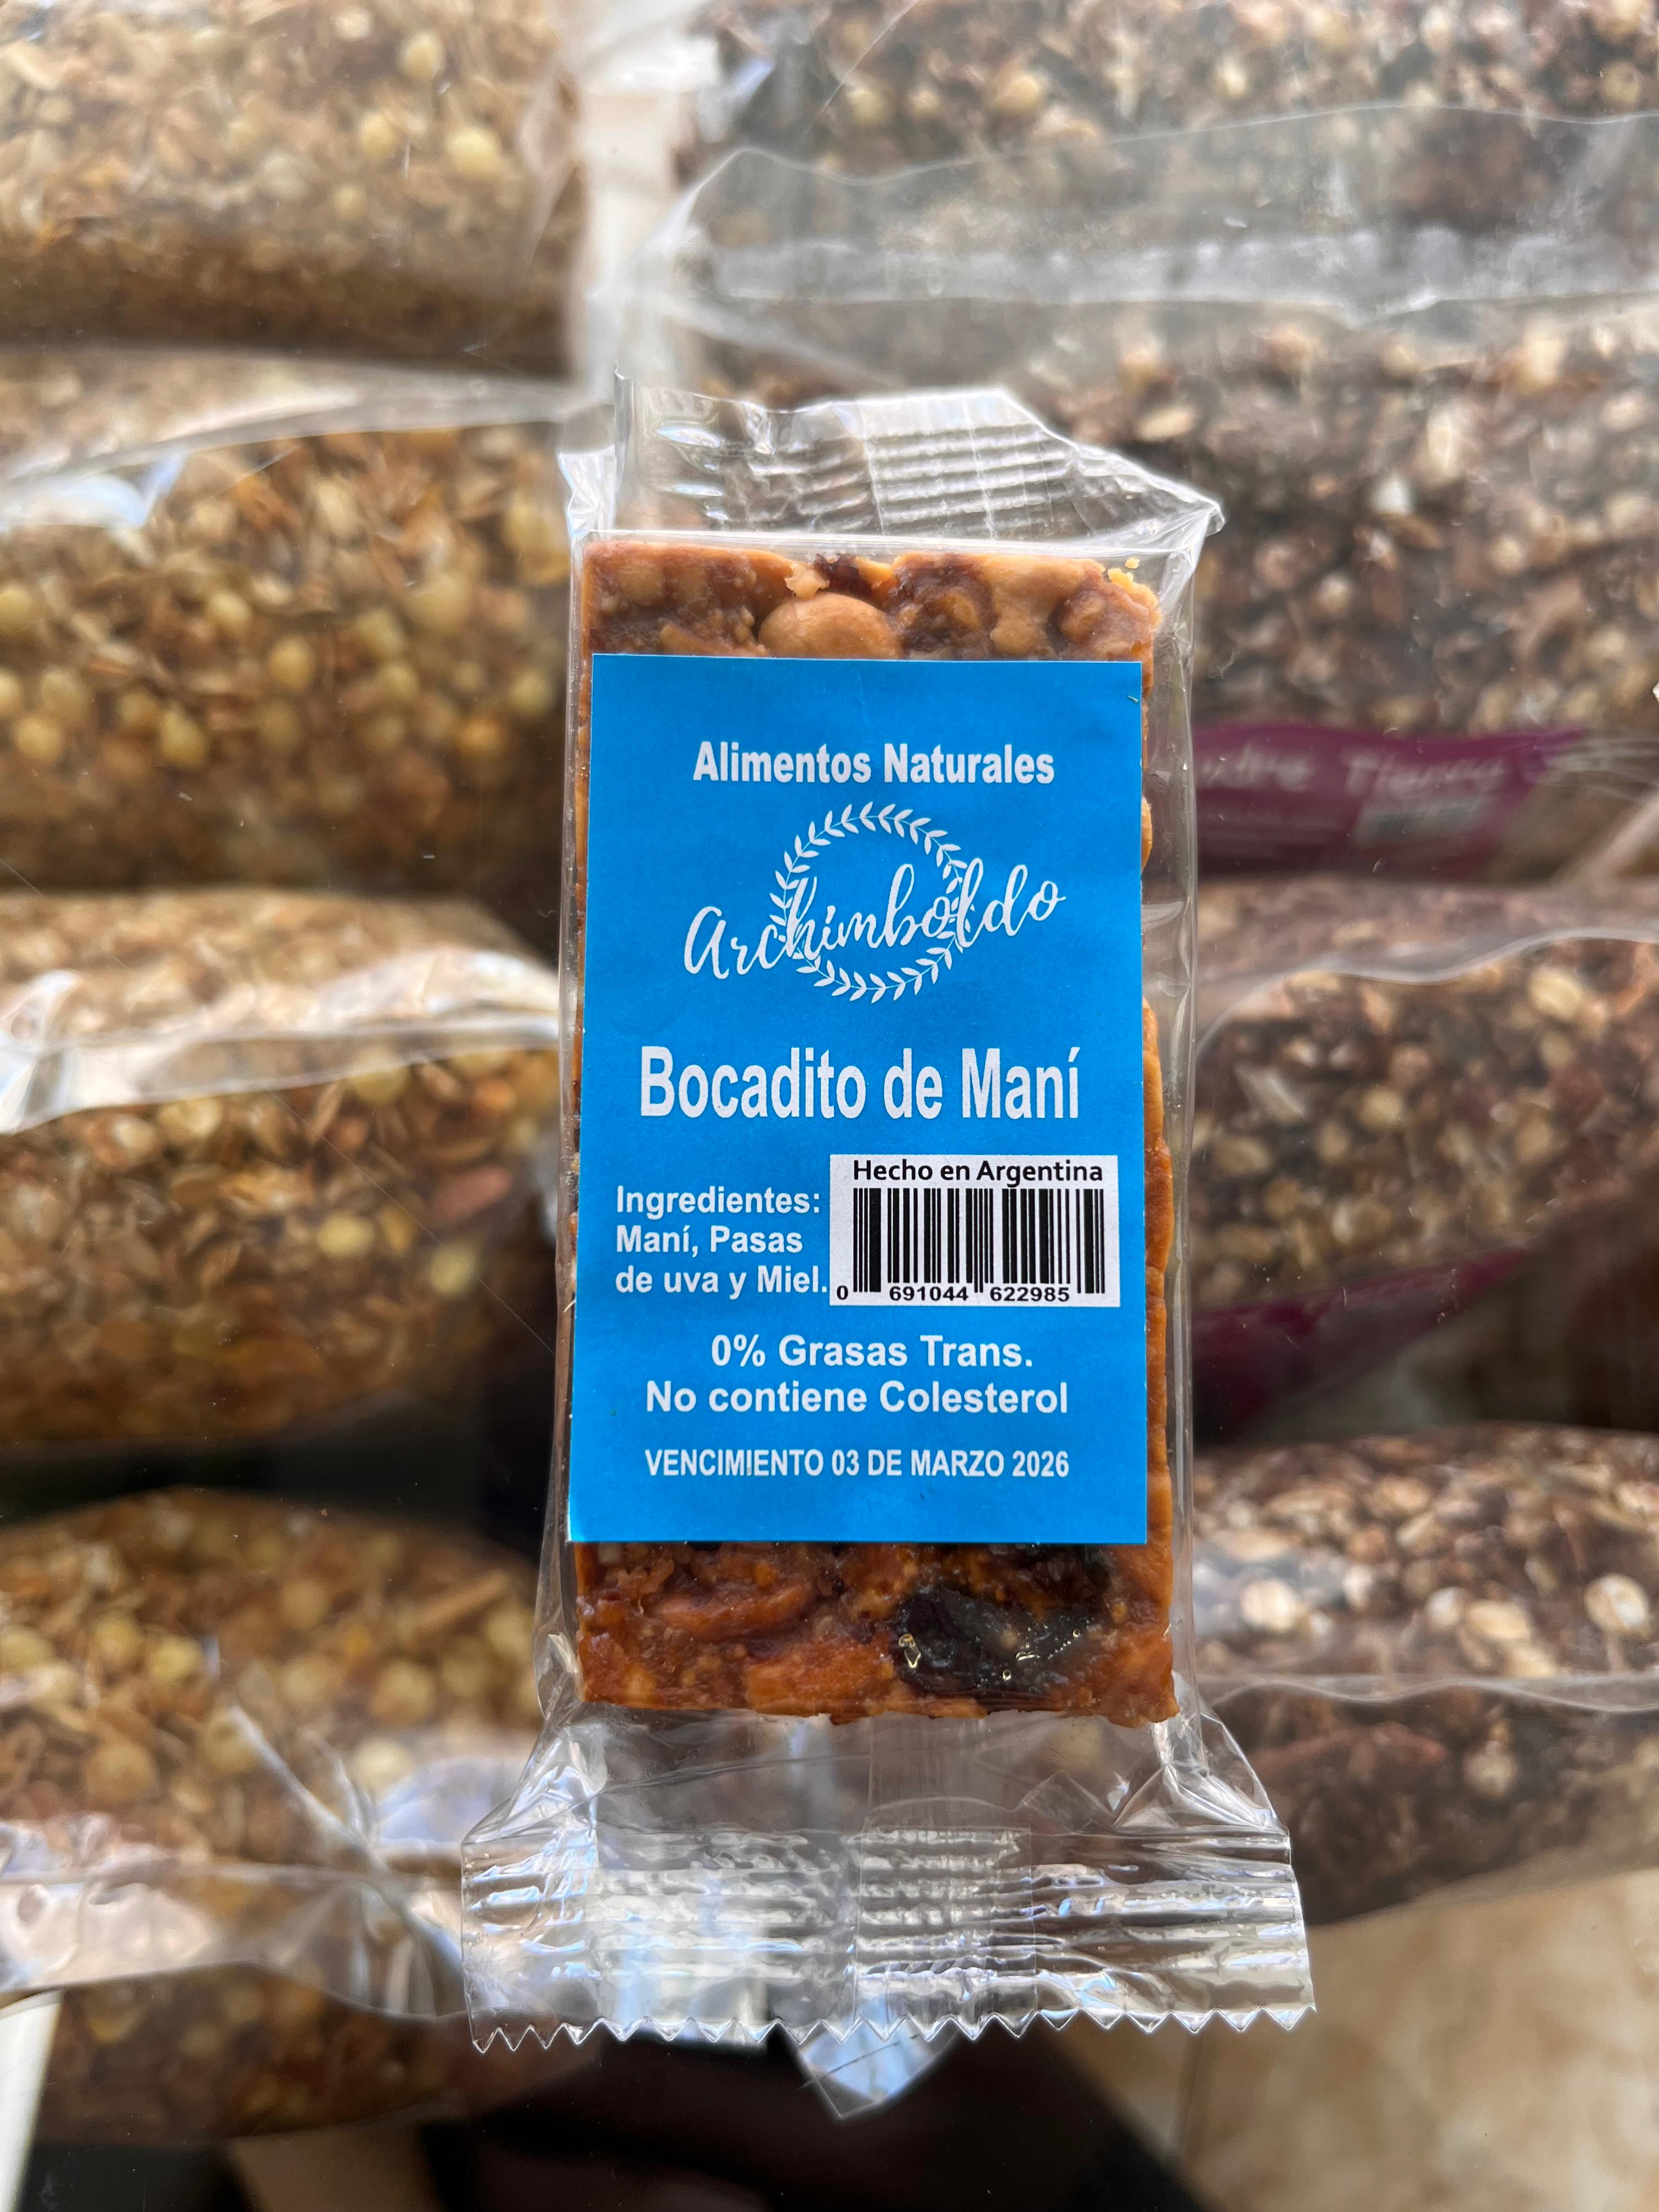 Alimentos Naturales
Archimboldo
Bocadito de Maní
Hecho en Argentina
Ingredientes:
Maní, Pasas
de uva y Miel.
0 691044 622985
0% Grasas Trans.
No contiene Colesterol
VENCIMIENTO 03 DE MARZO 2026